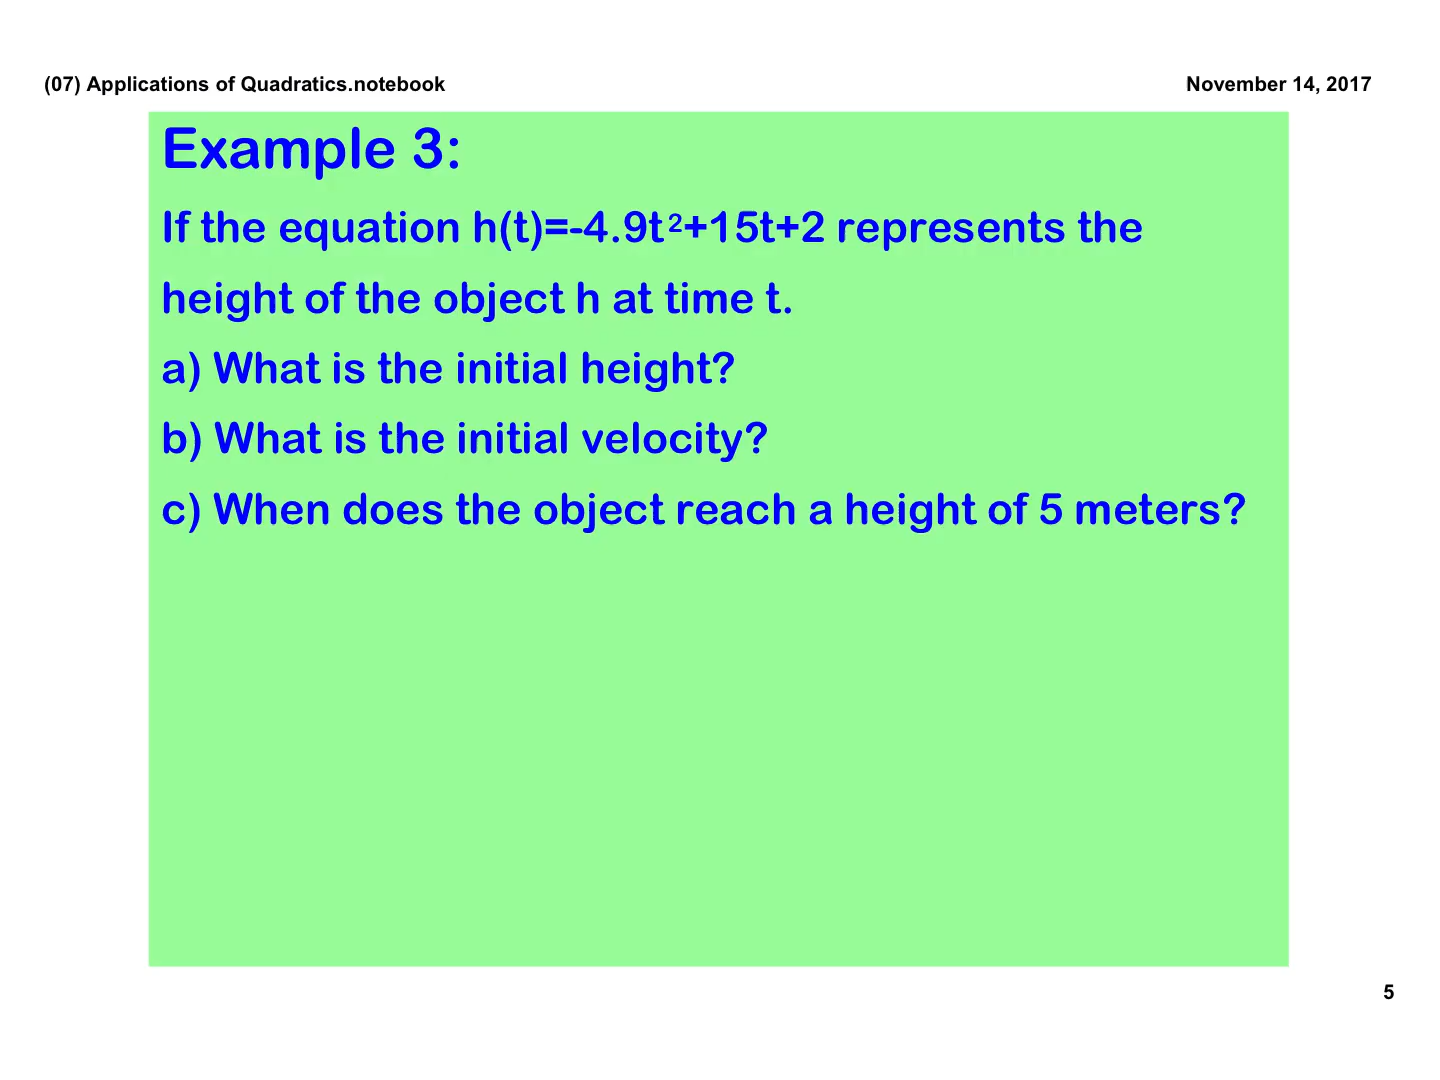 (07) Applications of Quadratics.notebook
November 14, 2017
Example 3:
If the equation h(t)=-4.9t²+15t+2 represents the
height of the object h at time t.
a) What is the initial height?
b) What is the initial velocity?
c) When does the object reach a height of 5 meters?
5